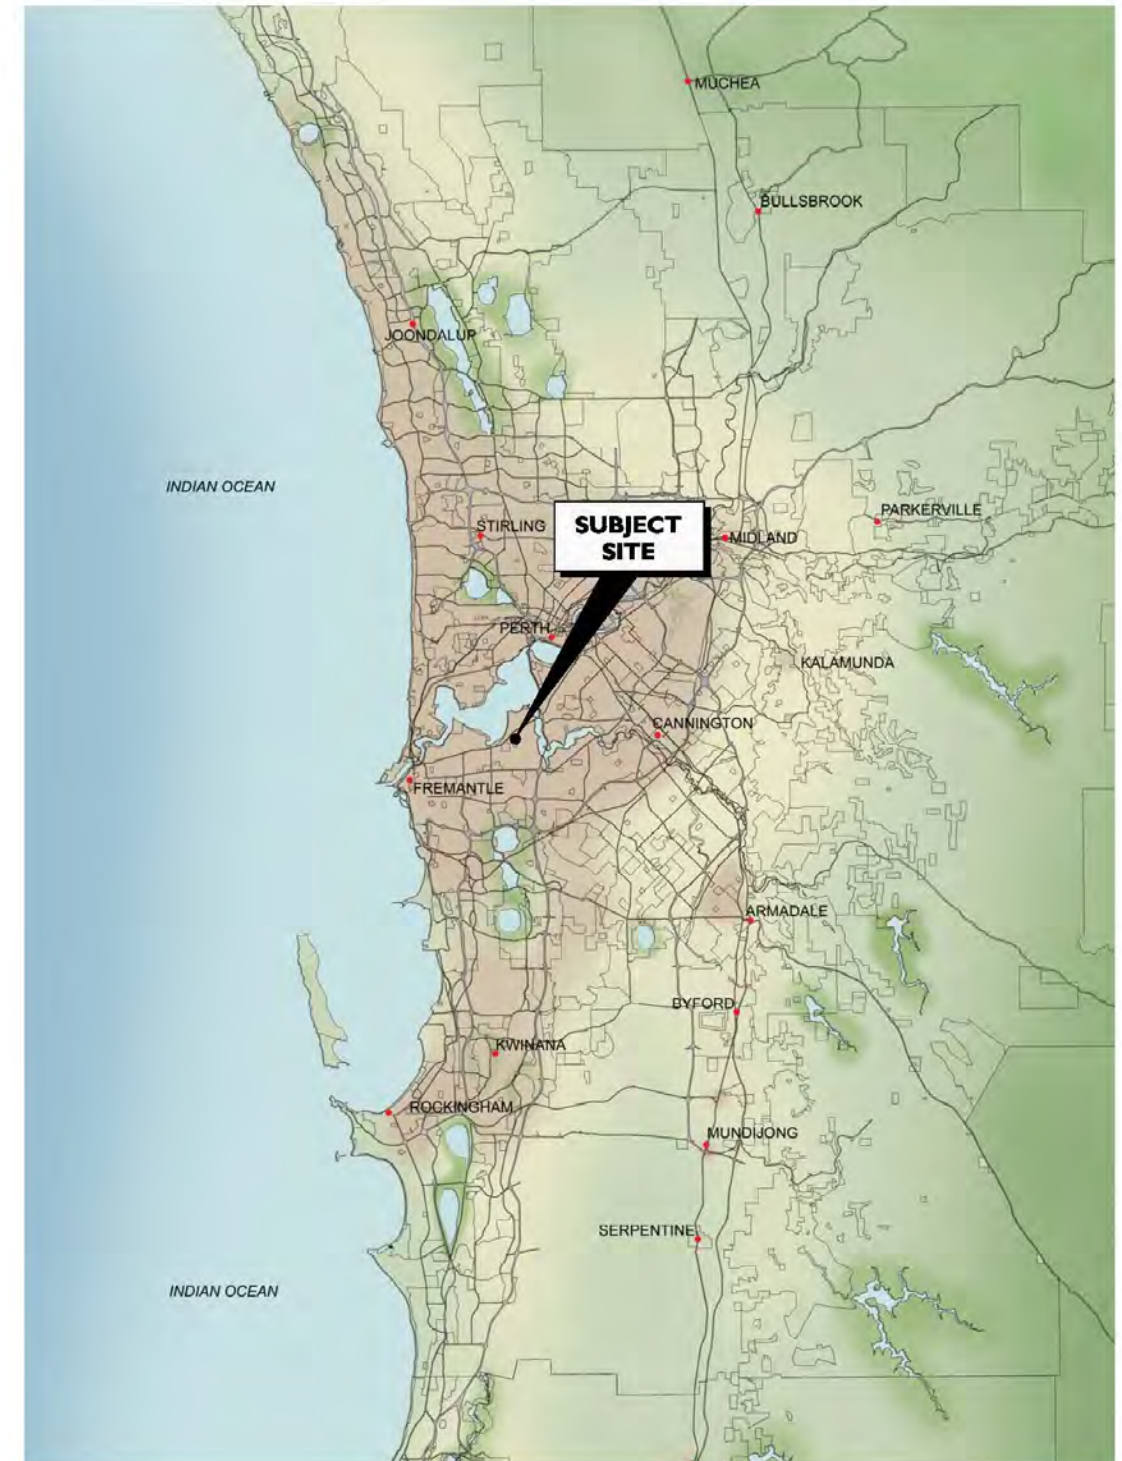 MUCHEA
BULLSBROOK
JOONDALUP
INDIAN OCEAN
PARKERVILLE
STIRLING
SUBJECT
SITE
MIDLAND
PERTH
KALAMUNDA
CANNINGTON
FREMANTLE
ARMADALE
BYFORD
KWINANA
ROCKINGHAM
MUNDIJONG
SERPENTINE
INDIAN OCEAN